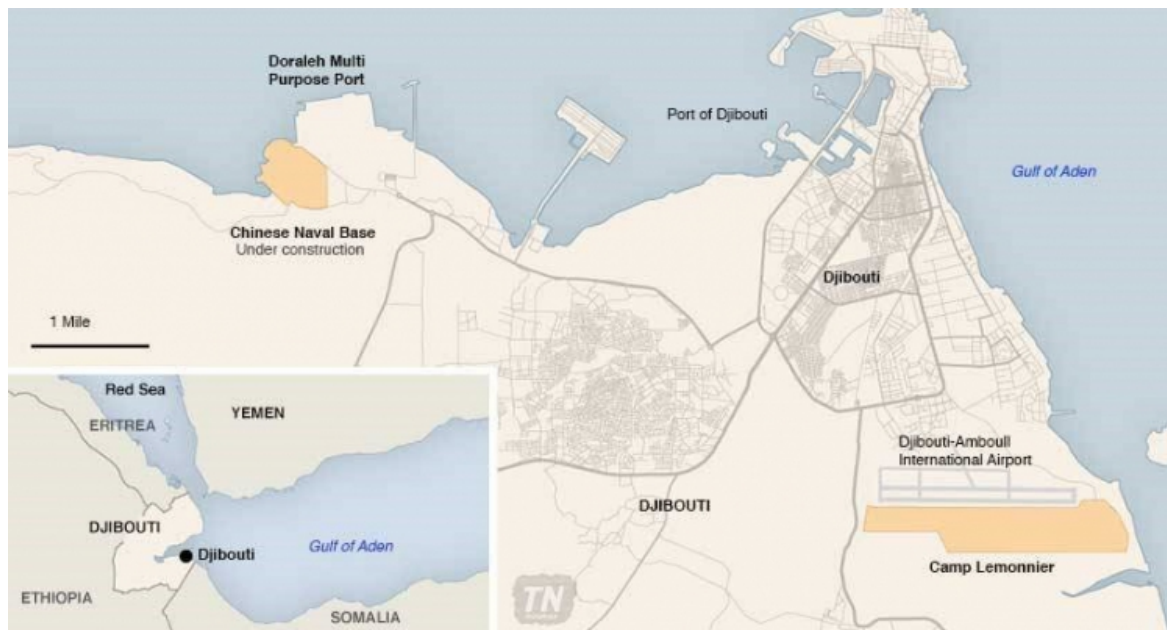 Doraleh Multi
Purpose Port
Port of Djibouti
Gulf of Aden
Chinese Naval Base
Under construction
Djibouti
1 Mile
Djibouti-Amboull
International Airport
DJIBOUTI
Camp Lemonnier
Red Sea
YEMEN
ERITREA
DJIBOUTI
Djibouti
Gulf of Aden
ETHIOPIA
SOMALIA
TN